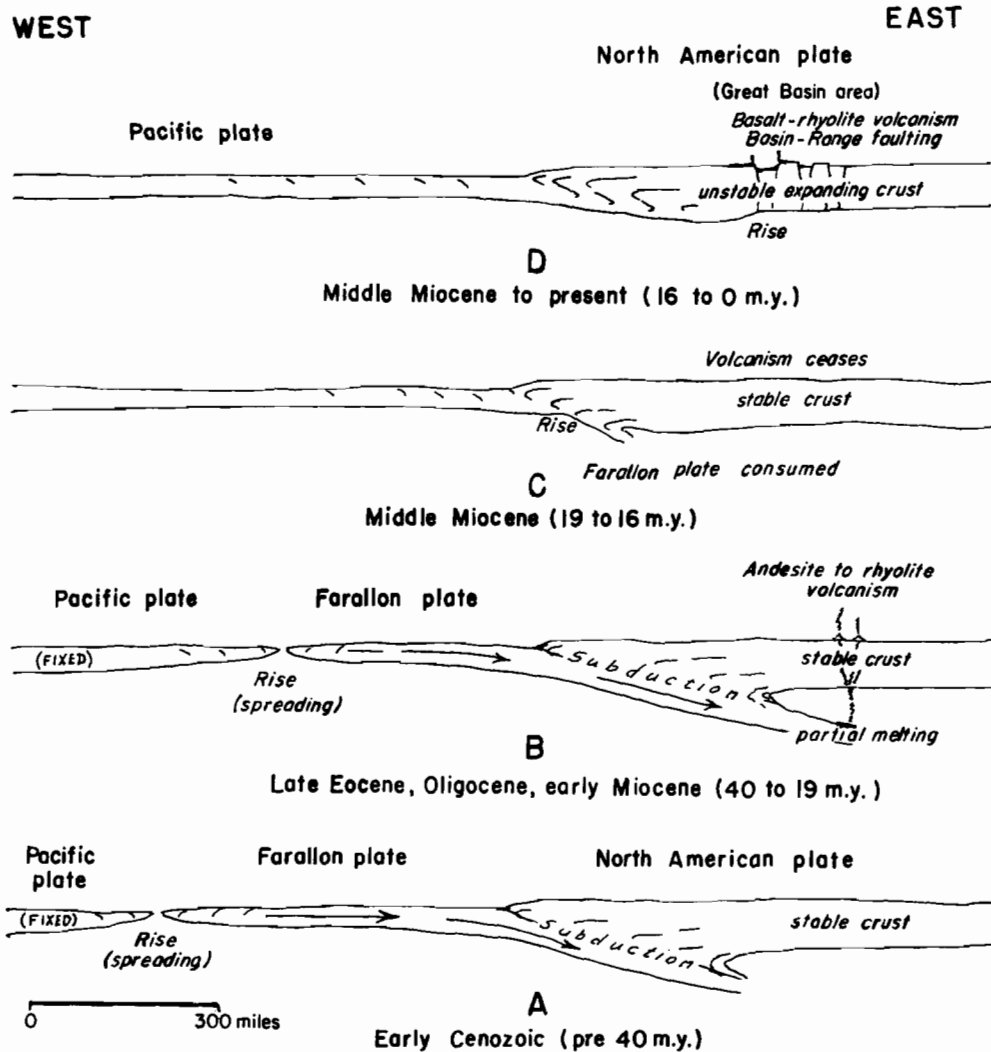 WEST
EAST
North American plate
(Great Basin area)
Basalt-rhyolite volcanism
Basin-Range faulting
Pacific plate
unstable expanding crust
Rise
D
Middle Miocene to present (16 to 0 m.y.)
Volcanism ceases
stable crust
Rise
Farallon plate consumed
C
Middle Miocene (19 to 16 m.y.)
Andesite to rhyolite
volcanism
Pacific plate
Farallon plate
(FIXED)
Subduction
stable crust
Rise
(spreading)
partial melting
B
Late Eocene, Oligocene, early Miocene (40 to 19 m.y.)
Pacific
plate
Farallon plate
North American plate
(FIXED)
Subduction
stable crust
Rise
(spreading)
0 300 miles
A
Early Cenozoic (pre 40 m.y.)